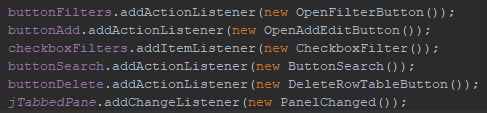 buttonFilters.addActionListener(new OpenFilterButton());
buttonAdd.addActionListener(new OpenAddEditButton());
checkboxFilters.addItemListener(new CheckboxFilter());
buttonSearch.addActionListener(new ButtonSearch());
buttonDelete.addActionListener(new DeleteRowTableButton());
jTabbedPane.addChangeListener(new PanelChanged());